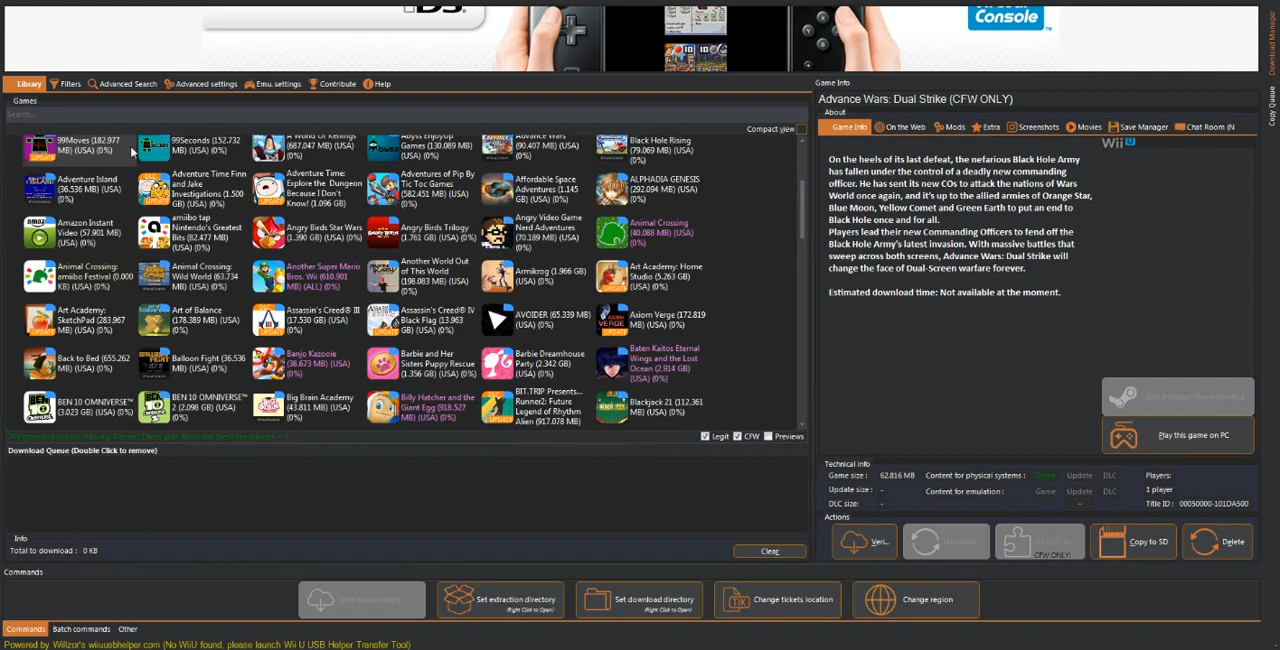 DS
Console
Download Manager
Copy Queue
Library Filters Advanced Search Advanced settings Emu. settings Contribute Help
Games
Search...
Compact view
99Moves (182.977 MB) (USA) (0%)
99Seconds (152.732 MB) (USA) (0%)
(687.047 MB) (USA) (0%)
Games (130.089 MB) (USA) (0%)
Advance Wars (90.407 MB) (USA) (0%)
Black Hole Rising (79.069 MB) (USA) (0%)
Adventure Island (36.536 MB) (USA) (0%)
Adventure Time Finn and Jake Investigations (1.500 GB) (USA) (0%)
Adventure Time: Explore the Dungeon Because I Don't Know! (1.096 GB)
Adventures of Pip By Tic Toc Games (582.451 MB) (USA) (0%)
Affordable Space Adventures (1.145 GB) (USA) (0%)
ALPHADIA GENESIS (292.094 MB) (USA) (0%)
Amazon Instant Video (57.901 MB) (USA) (0%)
amiibo tap Nintendo's Greatest Bits (82.477 MB) (USA) (0%)
Angry Birds Star Wars (1.390 GB) (USA) (0%)
Angry Birds Trilogy (1.761 GB) (USA) (0%)
Angry Video Game Nerd Adventures (70.189 MB) (USA) (0%)
Animal Crossing (40.088 MB) (USA) (0%)
Animal Crossing: amiibo Festival (0.000 KB) (USA) (0%)
Animal Crossing: Wild World (63.734 MB) (USA) (0%)
Another Super Mario Bros. Wii (610.901 MB) (ALL) (0%)
Another World Out of This World (198.083 MB) (USA) (0%)
Armikrog (1.966 GB) (USA) (0%)
Art Academy: Home Studio (5.263 GB) (USA) (0%)
Art Academy: SketchPad (283.967 MB) (USA) (0%)
Art of Balance (178.389 MB) (USA) (0%)
Assassin's Creed® III (17.530 GB) (USA) (0%)
Assassin's Creed® IV Black Flag (13.963 GB) (USA) (0%)
AVOIDER (65.339 MB) (USA) (0%)
Axiom Verge (172.819 MB) (USA) (0%)
Back to Bed (655.262 MB) (USA) (0%)
Balloon Fight (36.536 MB) (USA) (0%)
Banjo Kazooie (38.673 MB) (USA) (0%)
Barbie and Her Sisters Puppy Rescue (1.356 GB) (USA) (0%)
Barbie Dreamhouse Party (2.342 GB) (USA) (0%)
Baten Kaitos Eternal Wings and the Lost Ocean (2.914 GB) (USA) (0%)
BEN 10 OMNIVERSE™ (3.023 GB) (USA) (0%)
BEN 10 OMNIVERSE™ 2 (2.098 GB) (USA) (0%)
Big Brain Academy (43.811 MB) (USA) (0%)
Billy Hatcher and the Giant Egg (918.527 MB) (USA) (0%)
BIT.TRIP Presents... Runner2: Future Legend of Rhythm Alien (917.078 MB)
Blackjack 21 (112.361 MB) (USA) (0%)
Legit CFW Previews
Download Queue (Double Click to remove)
Info
Total to download : 0 KB
Clear
Commands
Set extraction directory
(Right Click to Open)
Set download directory
(Right Click to Open)
Change tickets location
Change region
Commands Batch commands Other
Powered by Willzor's wiiuusbhelper.com (No WiiU found, please launch Wii U USB Helper Transfer Tool)
Game Info
Advance Wars: Dual Strike (CFW ONLY)
About
Game Info On the Web Mods Extra Screenshots Movies Save Manager Chat Room (N
Wii U
On the heels of its last defeat, the nefarious Black Hole Army
has fallen under the control of a deadly new commanding
officer. He has sent his new COs to attack the nations of Wars
World once again, and it's up to the allied armies of Orange Star,
Blue Moon, Yellow Comet and Green Earth to put an end to
Black Hole once and for all.
Players lead their new Commanding Officers to fend off the
Black Hole Army's latest invasion. With massive battles that
sweep across both screens, Advance Wars: Dual Strike will
change the face of Dual-Screen warfare forever.
Estimated download time: Not available at the moment.
Play this game on PC
Technical Info
Game size : 62.816 MB Content for physical systems : Game Update DLC Players:
Update size : - Content for emulation : Game Update DLC 1 player
DLC size: - - Title ID : 00050000-101DA500
Actions
Veri...
CFW ONLY!
Copy to SD
Delete